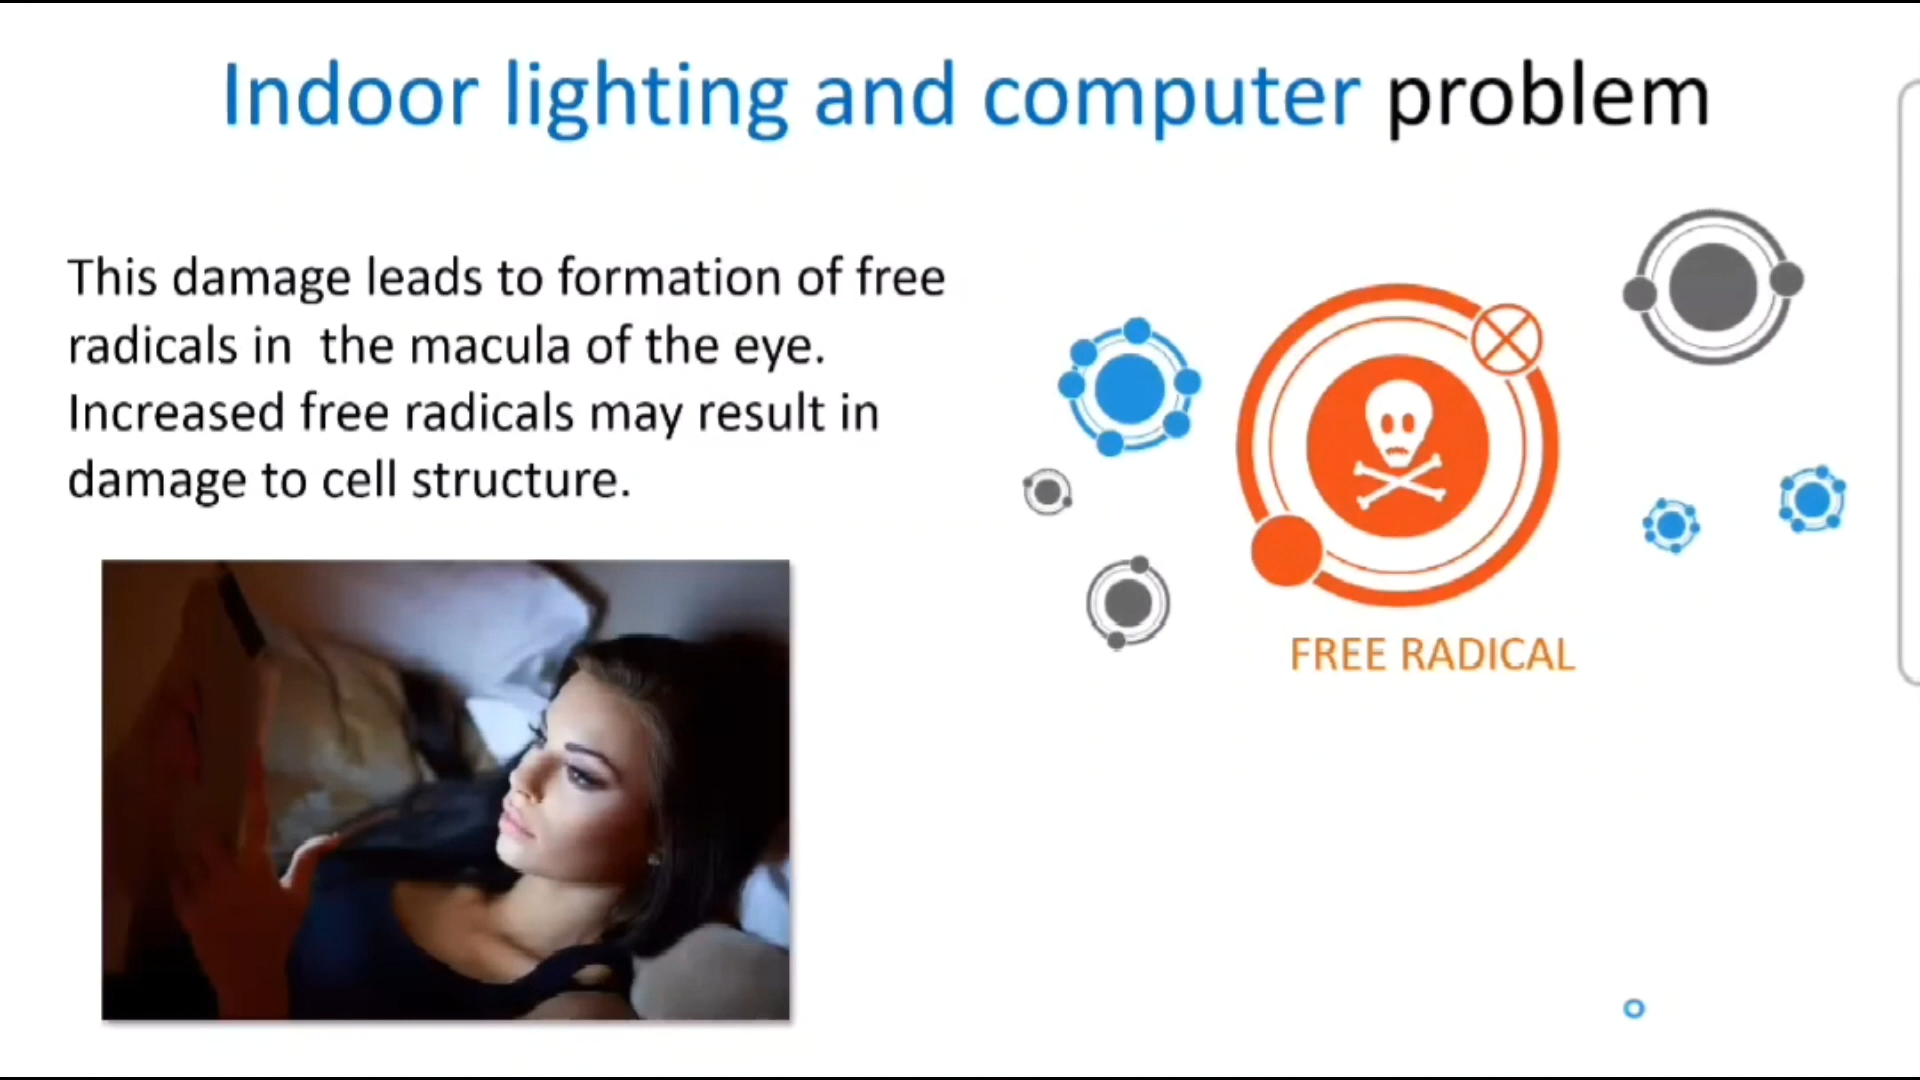 Indoor lighting and computer problem
This damage leads to formation of free
radicals in  the macula of the eye.
Increased free radicals may result in
damage to cell structure.
FREE RADICAL